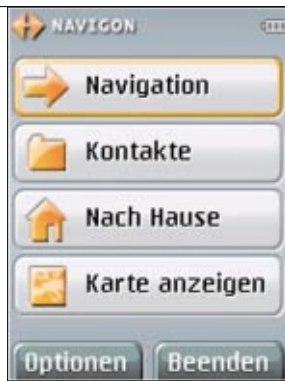 NAVIGON
Navigation
Kontakte
Nach Hause
Karte anzeigen
Optionen Beenden